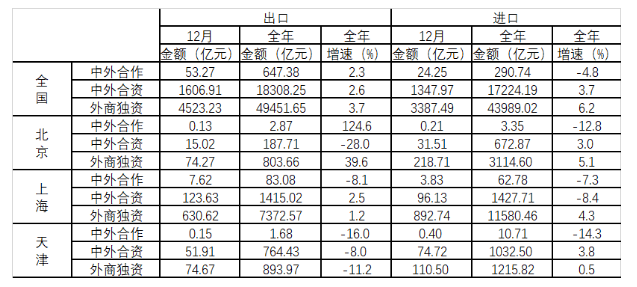 出口 进口
12月 全年 全年 12月 全年 全年
金额（亿元） 金额（亿元） 增速（%） 金额（亿元） 金额（亿元） 增速（%）
全国
中外合作 53.27 647.38 2.3 24.25 290.74 -4.8
中外合资 1606.91 18308.25 2.6 1347.97 17224.19 3.7
外商独资 4523.23 49451.65 3.7 3387.49 43989.02 6.2
北京
中外合作 0.13 2.87 124.6 0.21 3.35 -12.8
中外合资 15.02 187.71 -28.0 31.51 672.87 3.0
外商独资 74.27 803.66 39.6 218.71 3114.60 5.1
上海
中外合作 7.62 83.08 -8.1 3.83 62.78 -7.3
中外合资 123.63 1415.02 2.5 96.13 1427.71 -8.4
外商独资 630.62 7372.57 1.2 892.74 11580.46 4.3
天津
中外合作 0.15 1.68 -16.0 0.40 10.71 -14.3
中外合资 51.91 764.43 -8.0 74.72 1032.50 3.8
外商独资 74.67 893.97 -11.2 110.50 1215.82 0.5